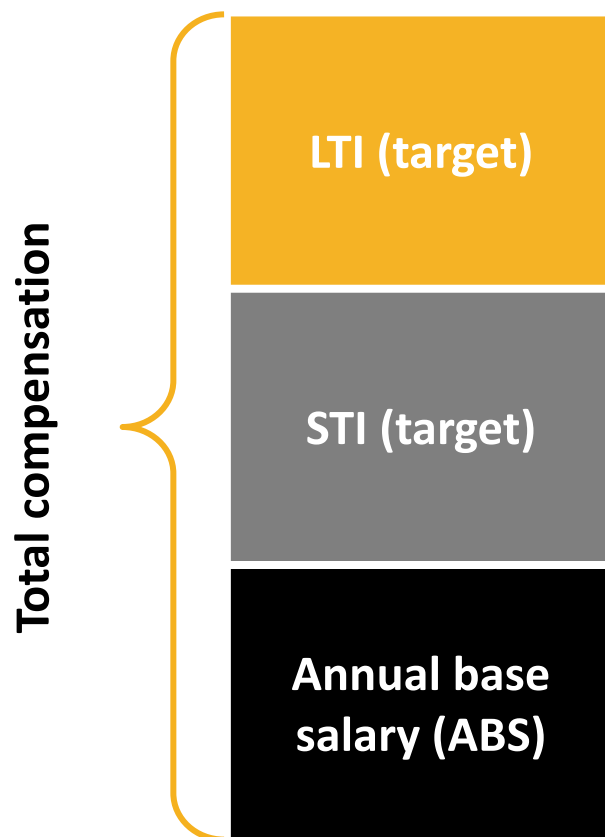 Total compensation
LTI (target)
STI (target)
Annual base
salary (ABS)